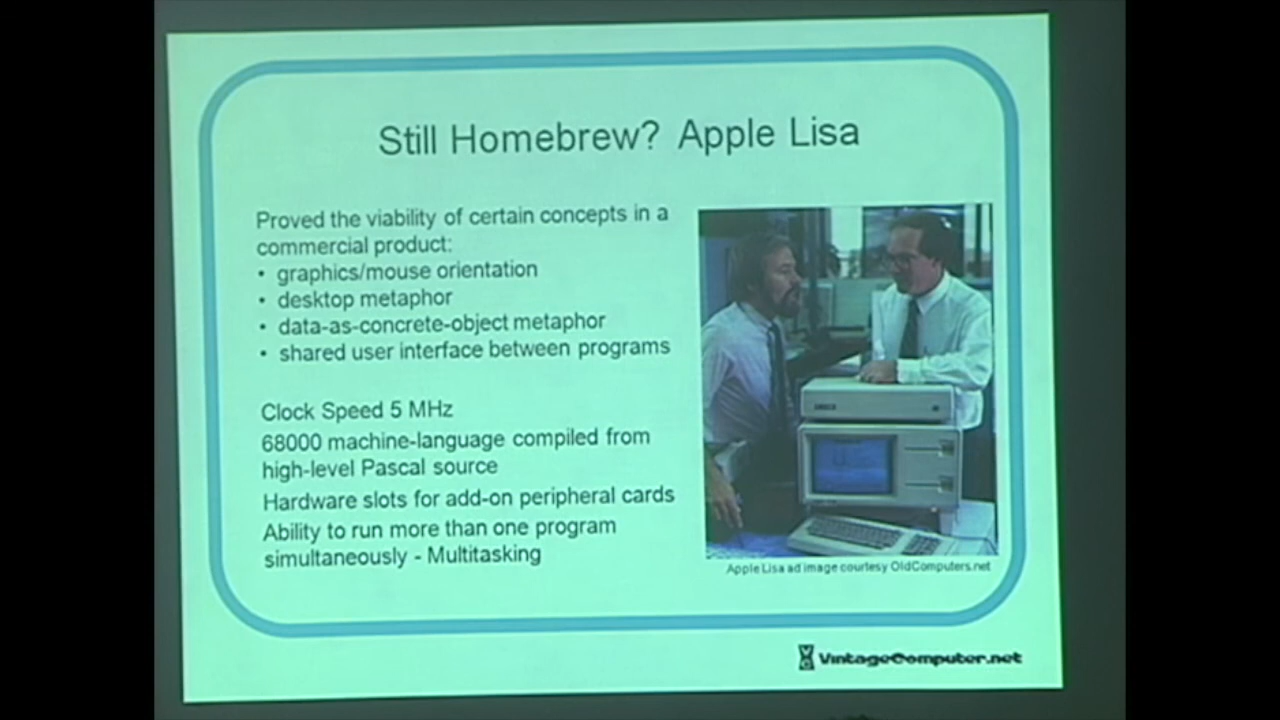 Still Homebrew? Apple Lisa
Proved the viability of certain concepts in a
commercial product:
• graphics/mouse orientation
• desktop metaphor
• data-as-concrete-object metaphor
• shared user interface between programs
Clock Speed 5 MHz
68000 machine-language compiled from
high-level Pascal source
Hardware slots for add-on peripheral cards
Ability to run more than one program
simultaneously - Multitasking
Apple Lisa ad image courtesy OldComputers.net
VintageComputer.net